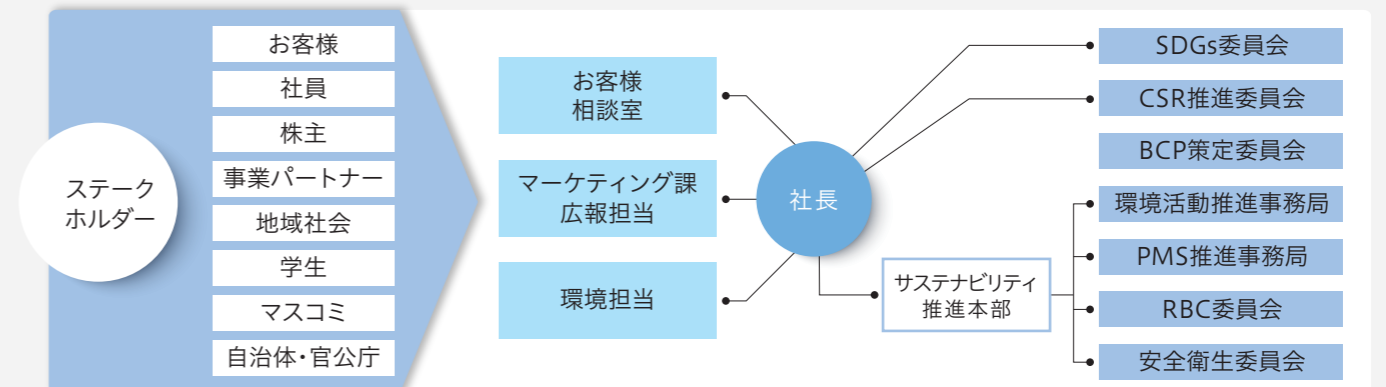 ステーク
ホルダー
お客様
社員
株主
事業パートナー
地域社会
学生
マスコミ
自治体・官公庁
お客様
相談室
マーケティング課
広報担当
環境担当
社長
サステナビリティ
推進本部
SDGs委員会
CSR推進委員会
BCP策定委員会
環境活動推進事務局
PMS推進事務局
RBC委員会
安全衛生委員会